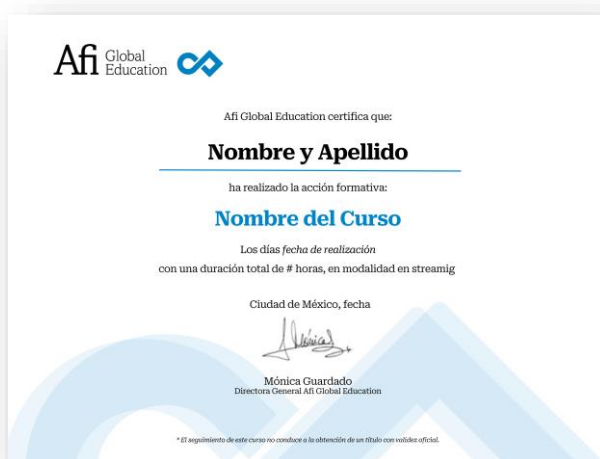 Afi Global
Education
Afi Global Education certifica que:
Nombre y Apellido
ha realizado la acción formativa:
Nombre del Curso
Los días fecha de realización
con una duración total de # horas, en modalidad en streamig
Ciudad de México, fecha
Mónica
Mónica Guardado
Directora General Afi Global Education
* El seguimiento de este curso no conduce a la obtención de un título con validez oficial.